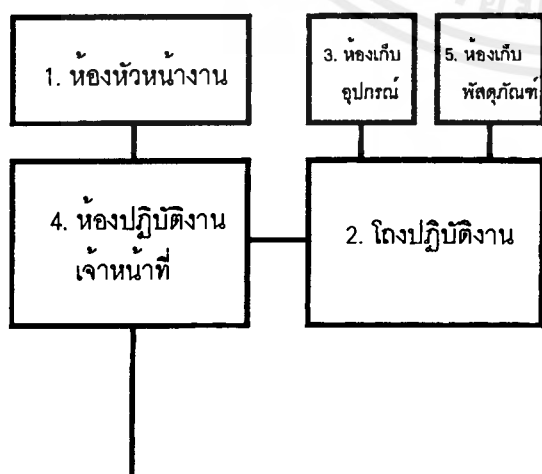 1. ห้องหัวหน้างาน
3. ห้องเก็บ
อุปกรณ์
5. ห้องเก็บ
พัสดุภัณฑ์
4. ห้องปฏิบัติงาน
เจ้าหน้าที่
2. โถงปฏิบัติงาน